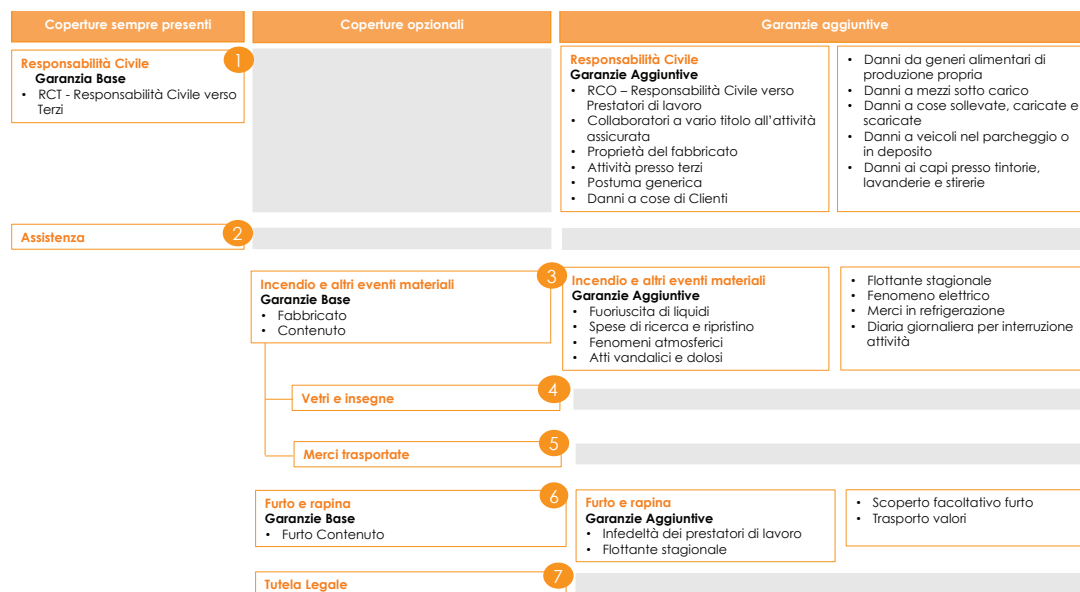 Coperture sempre presenti
Coperture opzionali
Garanzie aggiuntive
1
Responsabilità Civile
Garanzia Base
• RCT - Responsabilità Civile verso
Terzi
Responsabilità Civile
Garanzie Aggiuntive
• RCO – Responsabilità Civile verso
Prestatori di lavoro
• Collaboratori a vario titolo all'attività
assicurata
• Proprietà del fabbricato
• Attività presso terzi
• Postuma generica
• Danni a cose di Clienti
• Danni da generi alimentari di
produzione propria
• Danni a mezzi sotto carico
• Danni a cose sollevate, caricate e
scaricate
• Danni a veicoli nel parcheggio o
in deposito
• Danni ai capi presso tintorie,
lavanderie e stirerie
Assistenza
2
Incendio e altri eventi materiali
Garanzie Base
• Fabbricato
• Contenuto
3
Incendio e altri eventi materiali
Garanzie Aggiuntive
• Fuoriuscita di liquidi
• Spese di ricerca e ripristino
• Fenomeni atmosferici
• Atti vandalici e dolosi
• Flottante stagionale
• Fenomeno elettrico
• Merci in refrigerazione
• Diaria giornaliera per interruzione
attività
Vetri e insegne
4
Merci trasportate
5
Furto e rapina
Garanzie Base
• Furto Contenuto
6
Furto e rapina
Garanzie Aggiuntive
• Infedeltà dei prestatori di lavoro
• Flottante stagionale
• Scoperto facoltativo furto
• Trasporto valori
Tutela Legale
7